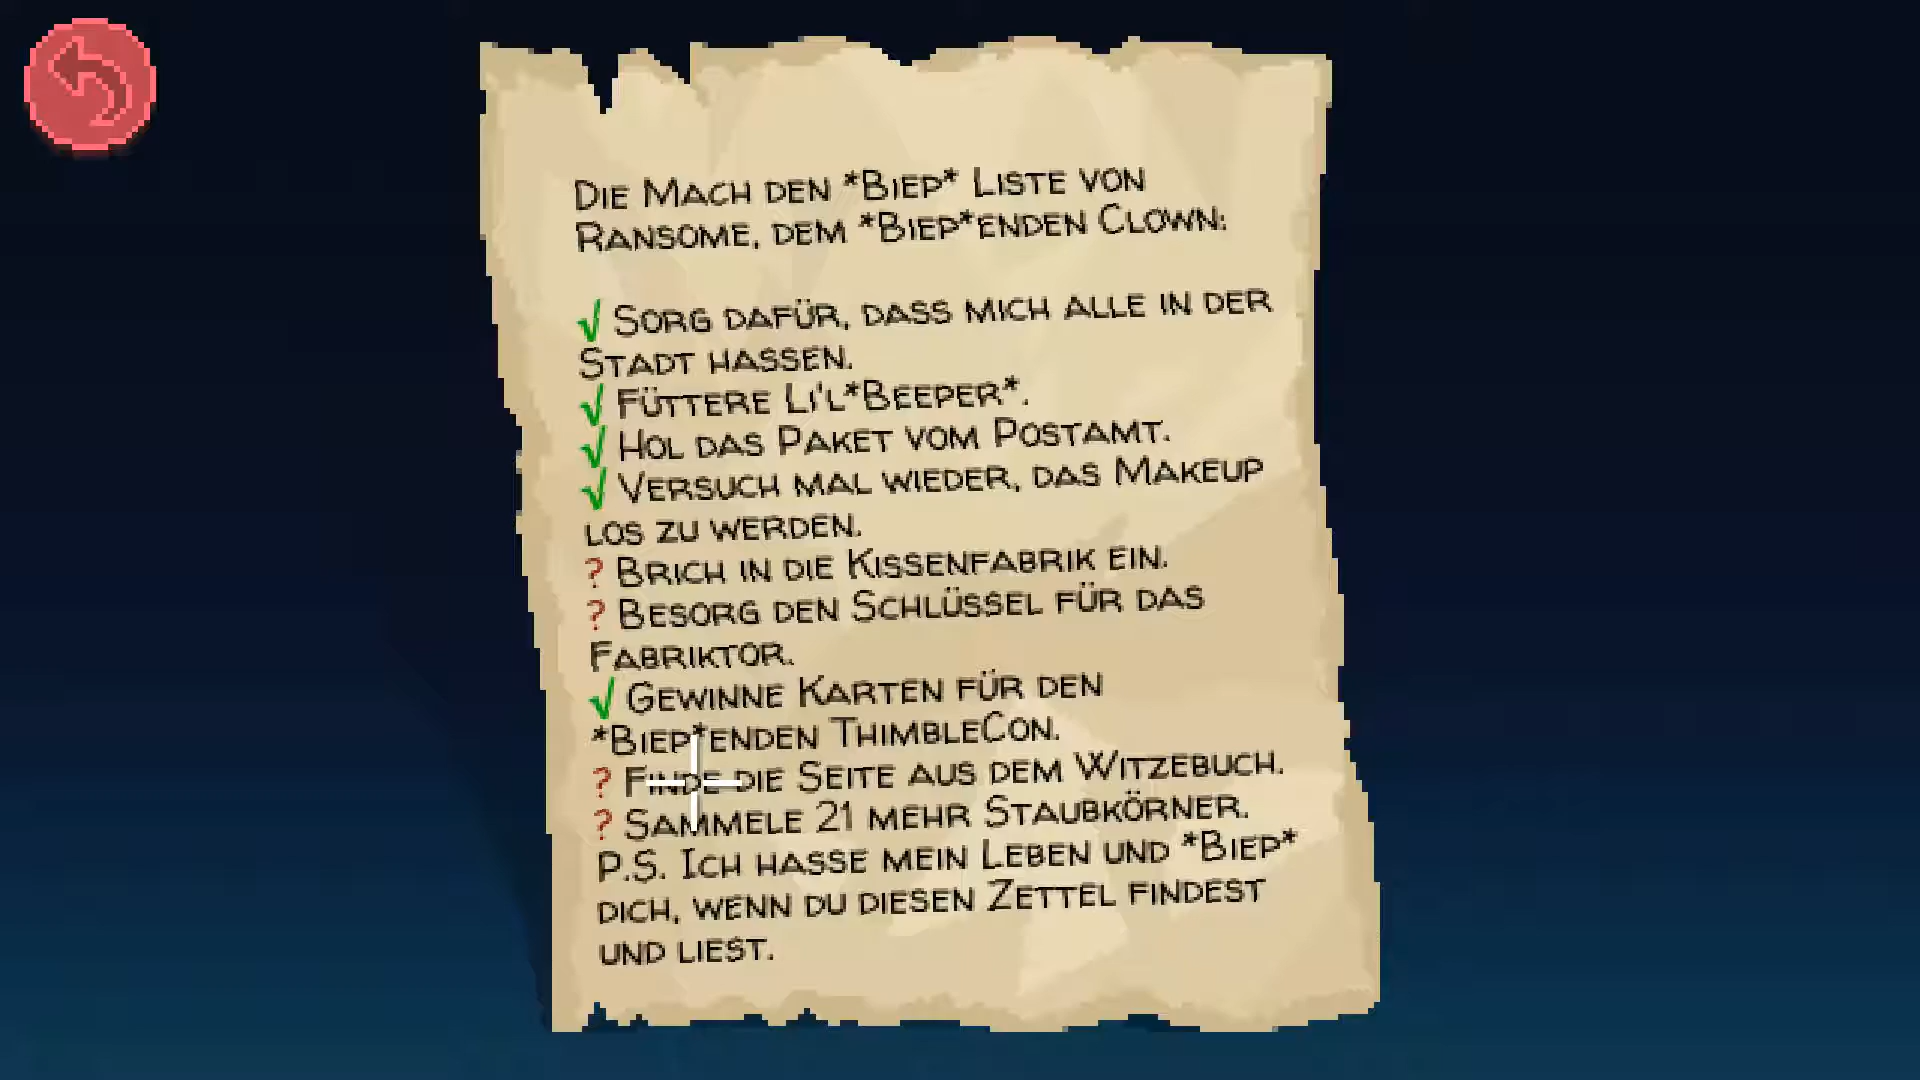 Die Mach den *Biep* Liste von
Ransome, dem *Biep*enden Clown:
√ Sorg dafür, dass mich alle in der
Stadt hassen.
√ Füttere Li'l*Beeper*.
√ Hol das Paket vom Postamt.
√ Versuch mal wieder, das Makeup
los zu werden.
? Brich in die Kissenfabrik ein.
? Besorg den Schlüssel für das
Fabriktor.
√ Gewinne Karten für den
*Biep*enden ThimbleCon.
? Finde die Seite aus dem Witzebuch.
? Sammele 21 mehr Staubkörner.
P.S. Ich hasse mein Leben und *Biep*
dich, wenn du diesen Zettel findest
und liest.